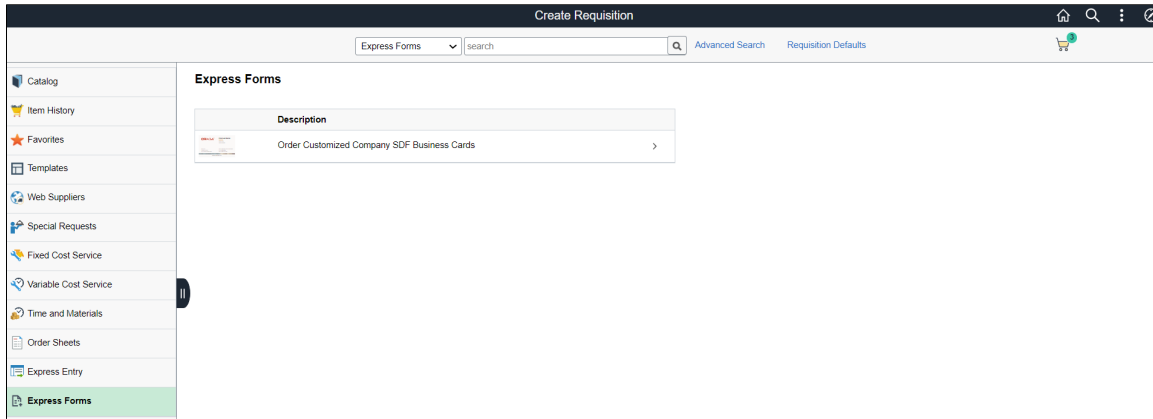 Create Requisition
Express Forms
search
Advanced Search
Requisition Defaults
3
Catalog
Item History
Favorites
Templates
Web Suppliers
Special Requests
Fixed Cost Service
Variable Cost Service
Time and Materials
Order Sheets
Express Entry
Express Forms
Express Forms
Description
Order Customized Company SDF Business Cards